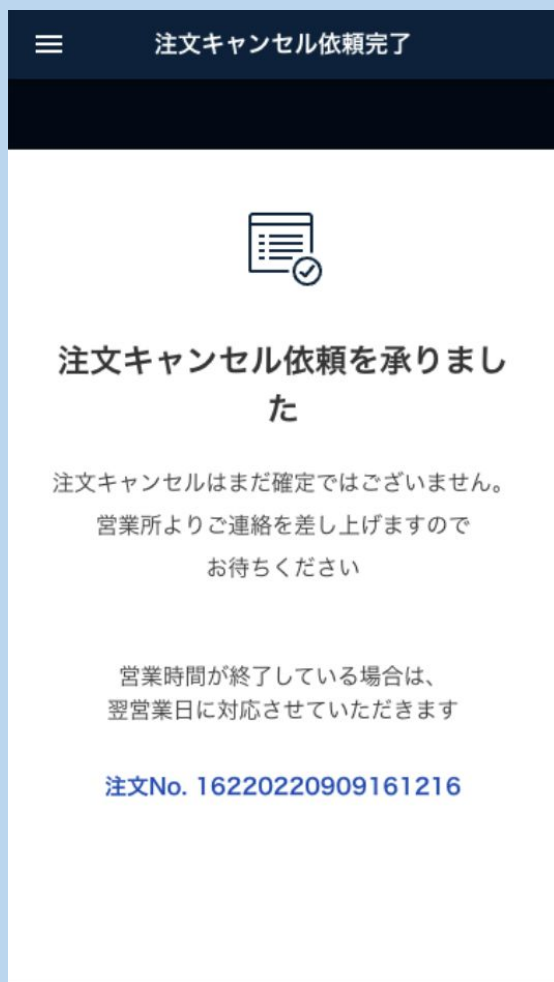 注文キャンセル依頼完了
注文キャンセル依頼を承りまし
た
注文キャンセルはまだ確定ではございません。
営業所よりご連絡を差し上げますので
お待ちください
営業時間が終了している場合は、
翌営業日に対応させていただきます
注文No. 16220220909161216